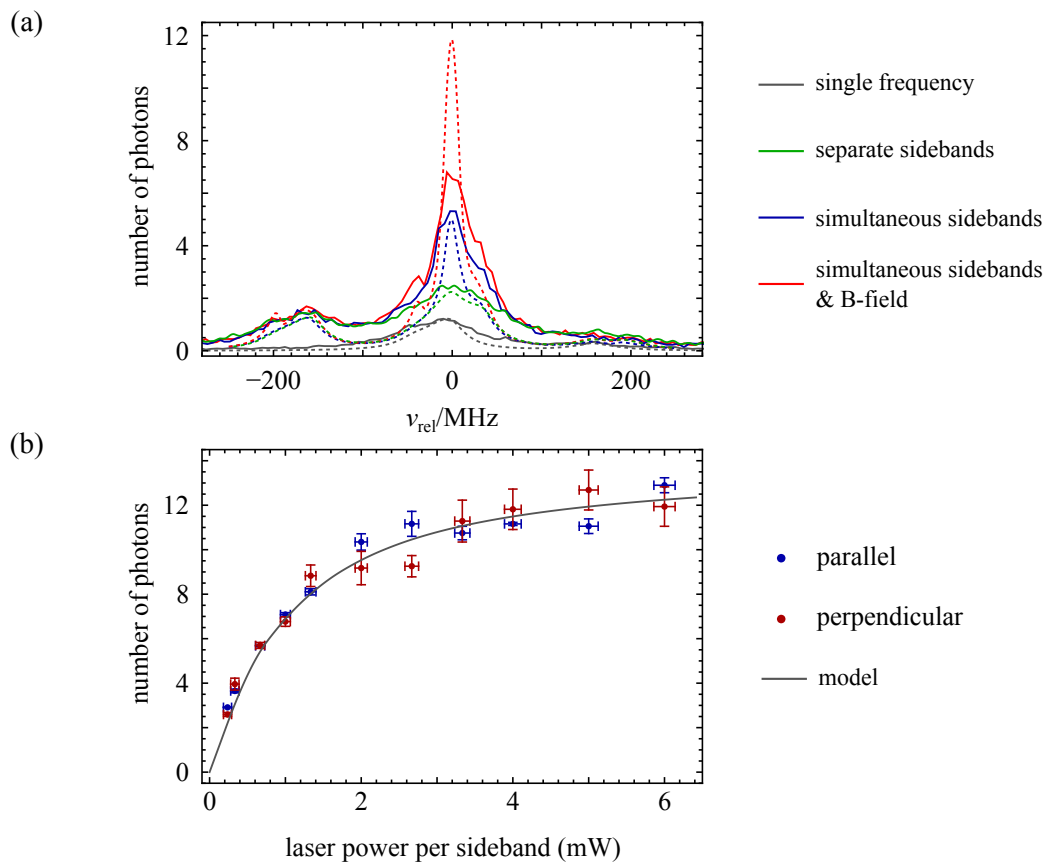 (a)
number of photons
12
8
4
0
−200
0
200
νrel/MHz
single frequency
separate sidebands
simultaneous sidebands
simultaneous sidebands
& B-field
(b)
number of photons
12
8
4
0
0
2
4
6
laser power per sideband (mW)
parallel
perpendicular
model